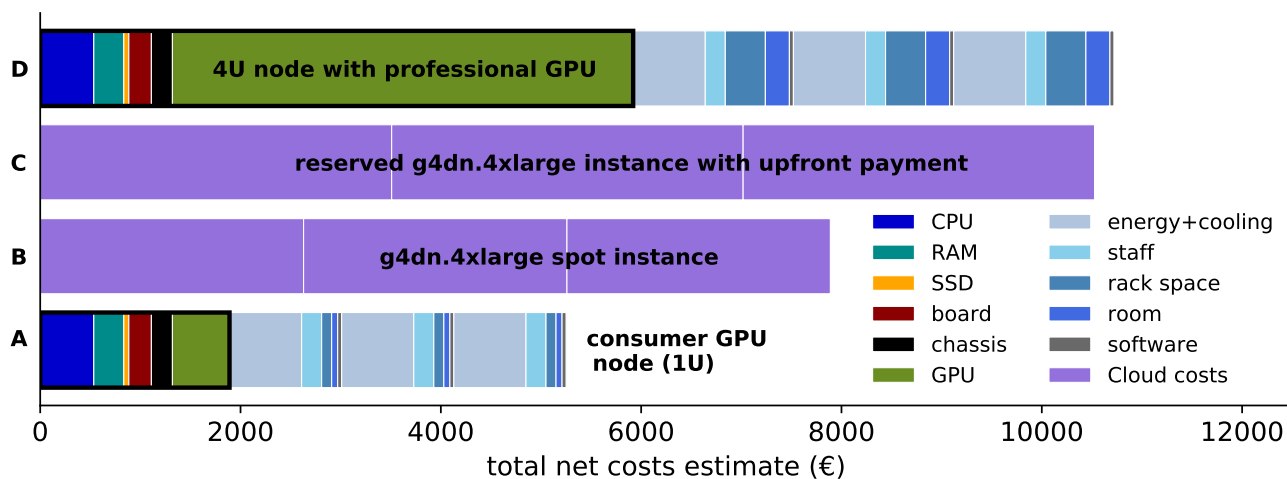 D
4U node with professional GPU
C
reserved g4dn.4xlarge instance with upfront payment
B
g4dn.4xlarge spot instance
A
consumer GPU
node (1U)
CPU
RAM
SSD
board
chassis
GPU
energy+cooling
staff
rack space
room
software
Cloud costs
0 2000 4000 6000 8000 10000 12000
total net costs estimate (€)